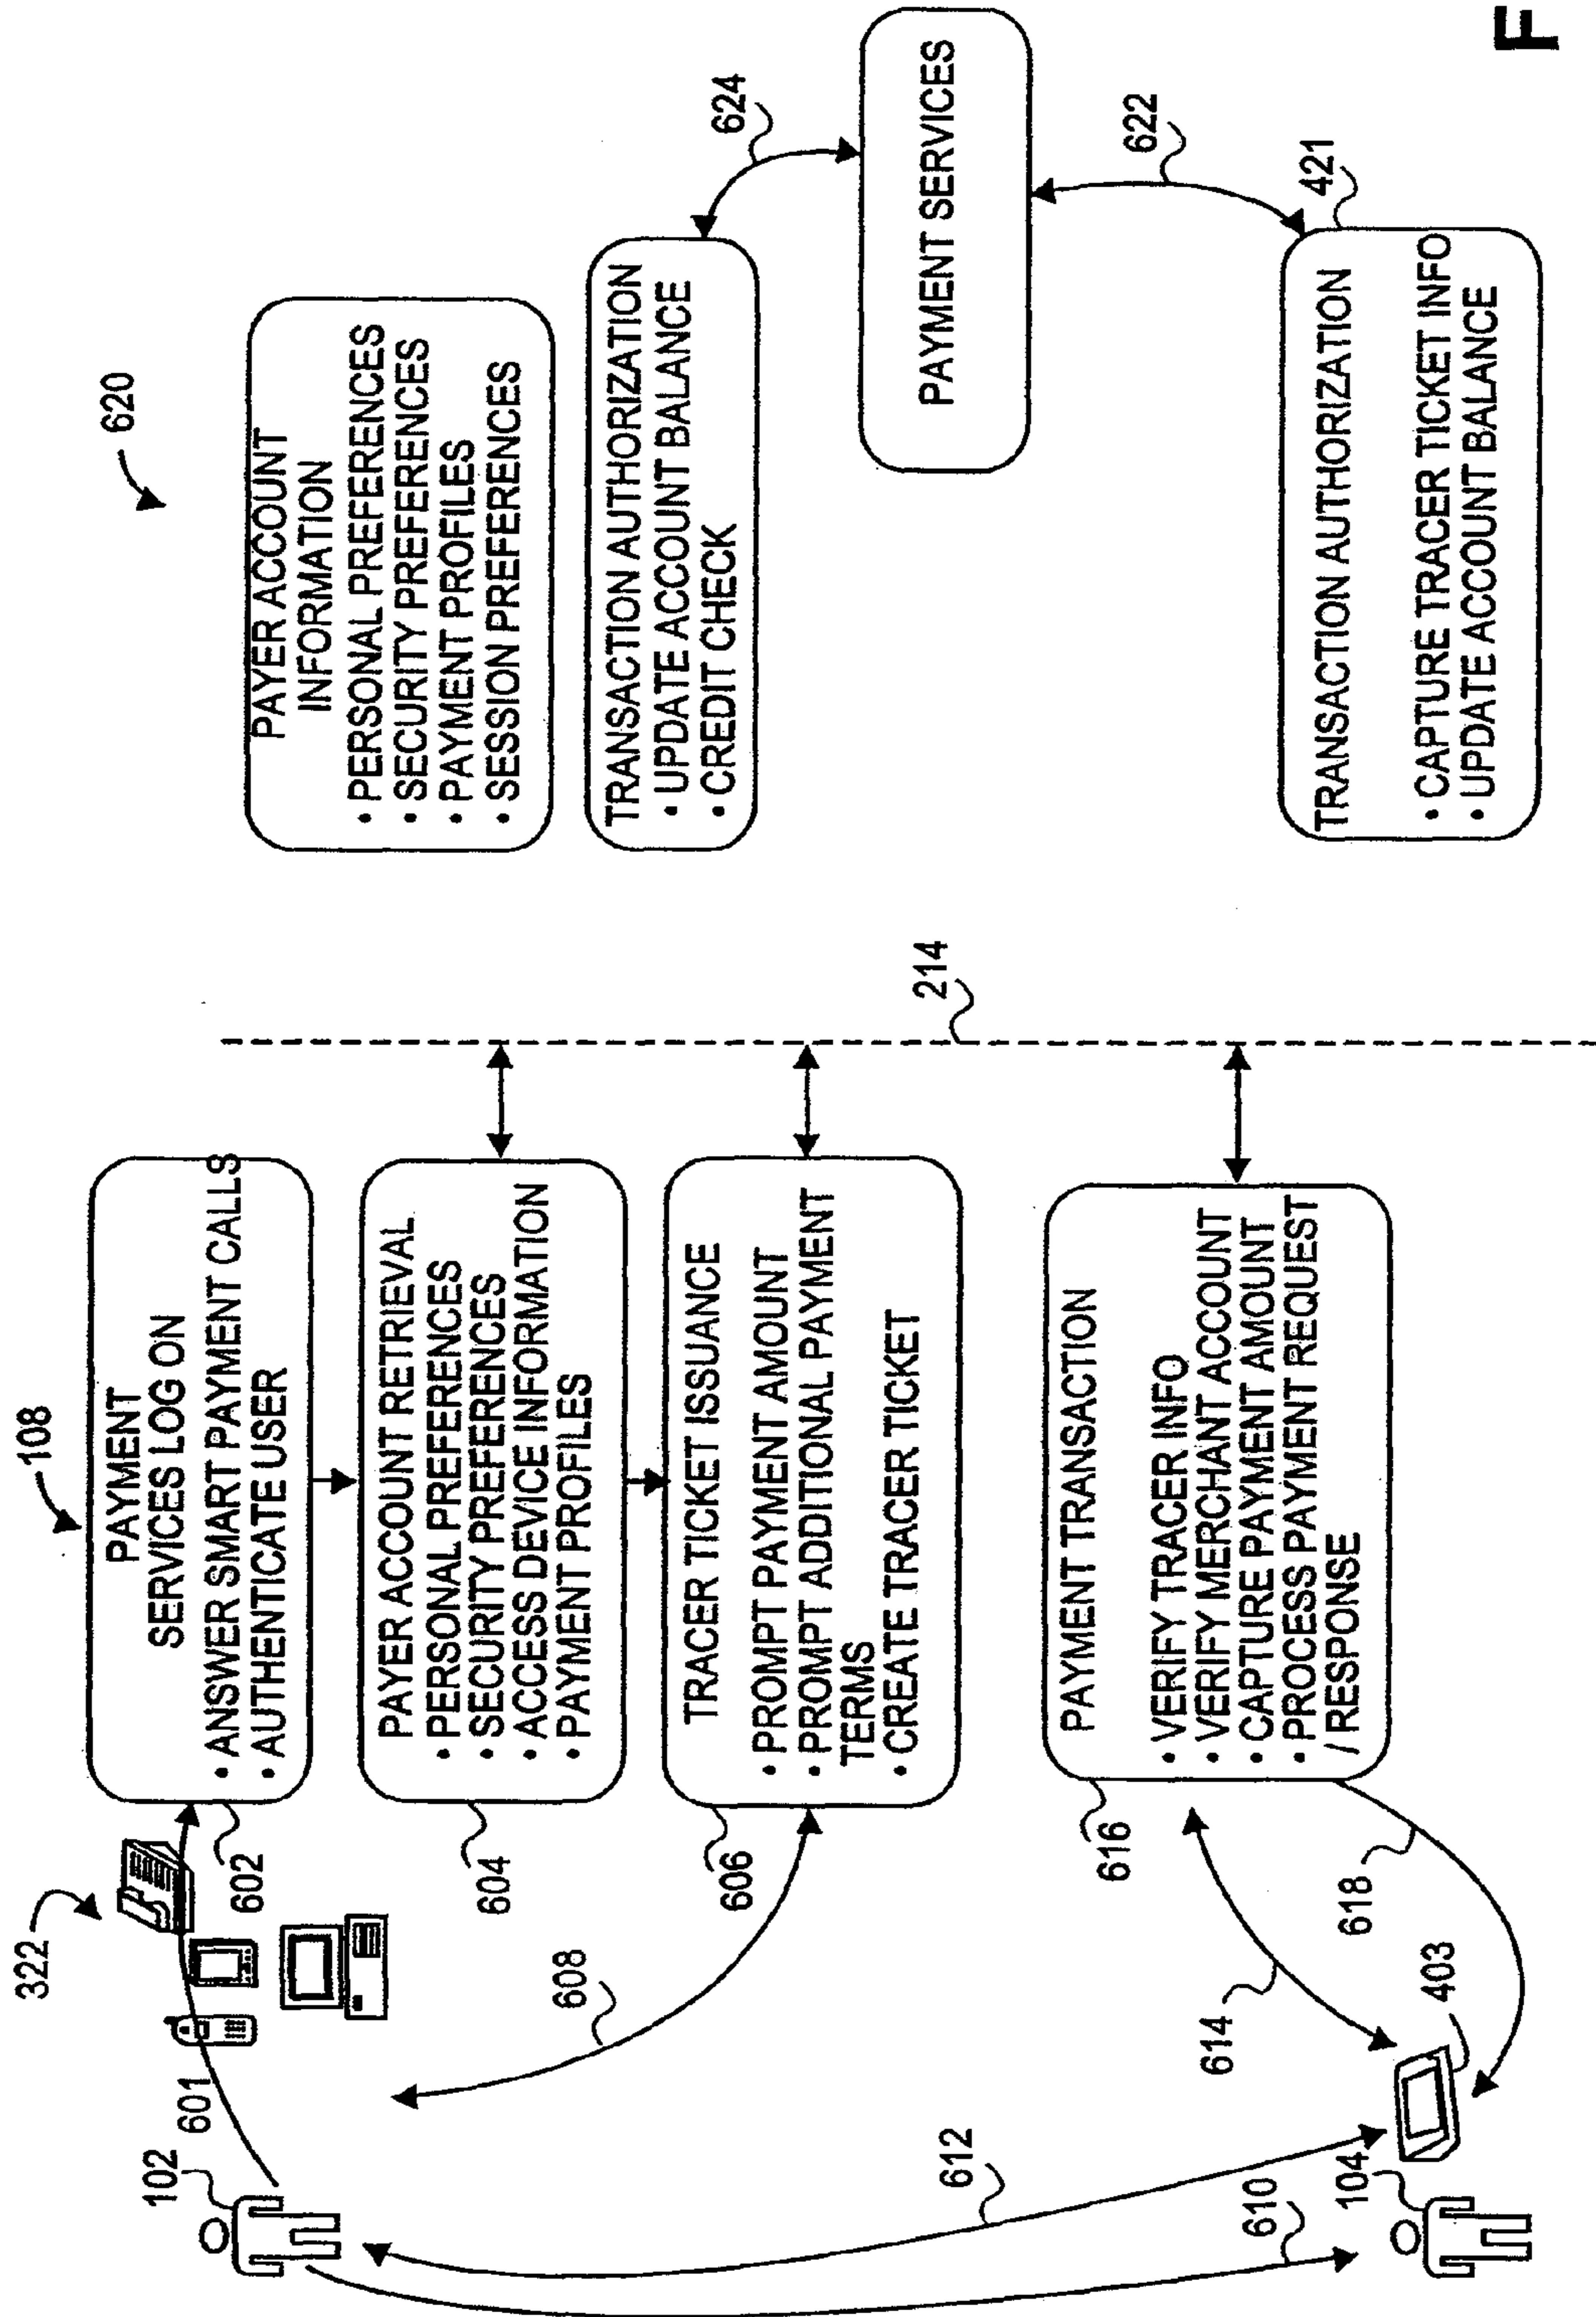 108
PAYMENT
SERVICES LOG ON
• ANSWER SMART PAYMENT CALLS
• AUTHENTICATE USER
322
602
601
102
PAYER ACCOUNT RETRIEVAL
• PERSONAL PREFERENCES
• SECURITY PREFERENCES
• ACCESS DEVICE INFORMATION
• PAYMENT PROFILES
604
TRACER TICKET ISSUANCE
• PROMPT PAYMENT AMOUNT
• PROMPT ADDITIONAL PAYMENT
TERMS
• CREATE TRACER TICKET
606
608
PAYMENT TRANSACTION
• VERIFY TRACER INFO
• VERIFY MERCHANT ACCOUNT
• CAPTURE PAYMENT AMOUNT
• PROCESS PAYMENT REQUEST
/ RESPONSE
616
614
618
403
612
610
104
214
620
PAYER ACCOUNT
INFORMATION
• PERSONAL PREFERENCES
• SECURITY PREFERENCES
• PAYMENT PROFILES
• SESSION PREFERENCES
TRANSACTION AUTHORIZATION
• UPDATE ACCOUNT BALANCE
• CREDIT CHECK
624
PAYMENT SERVICES
622
421
TRANSACTION AUTHORIZATION
• CAPTURE TRACER TICKET INFO
• UPDATE ACCOUNT BALANCE
F